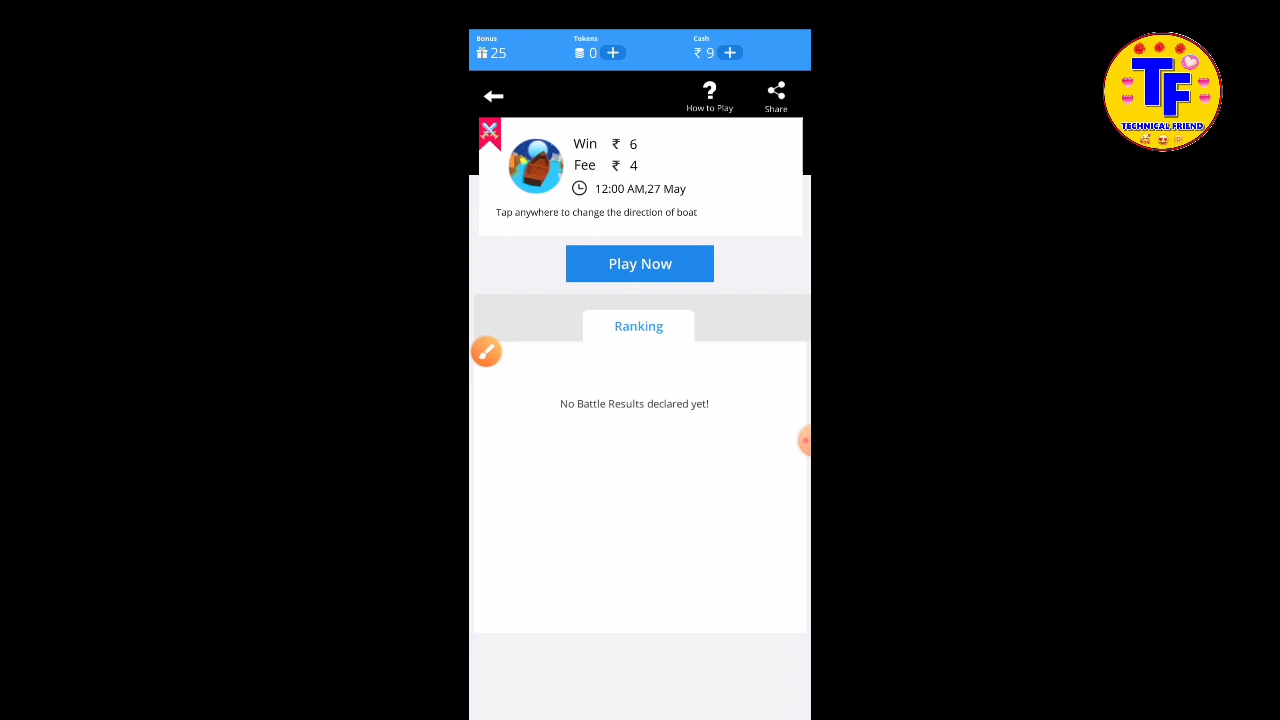 Bonus
25
Tokens
0
Cash
₹ 9
How to Play
Share
Win ₹ 6
Fee ₹ 4
12:00 AM,27 May
Tap anywhere to change the direction of boat
Play Now
Ranking
No Battle Results declared yet!
TF
TECHNICAL FRIEND